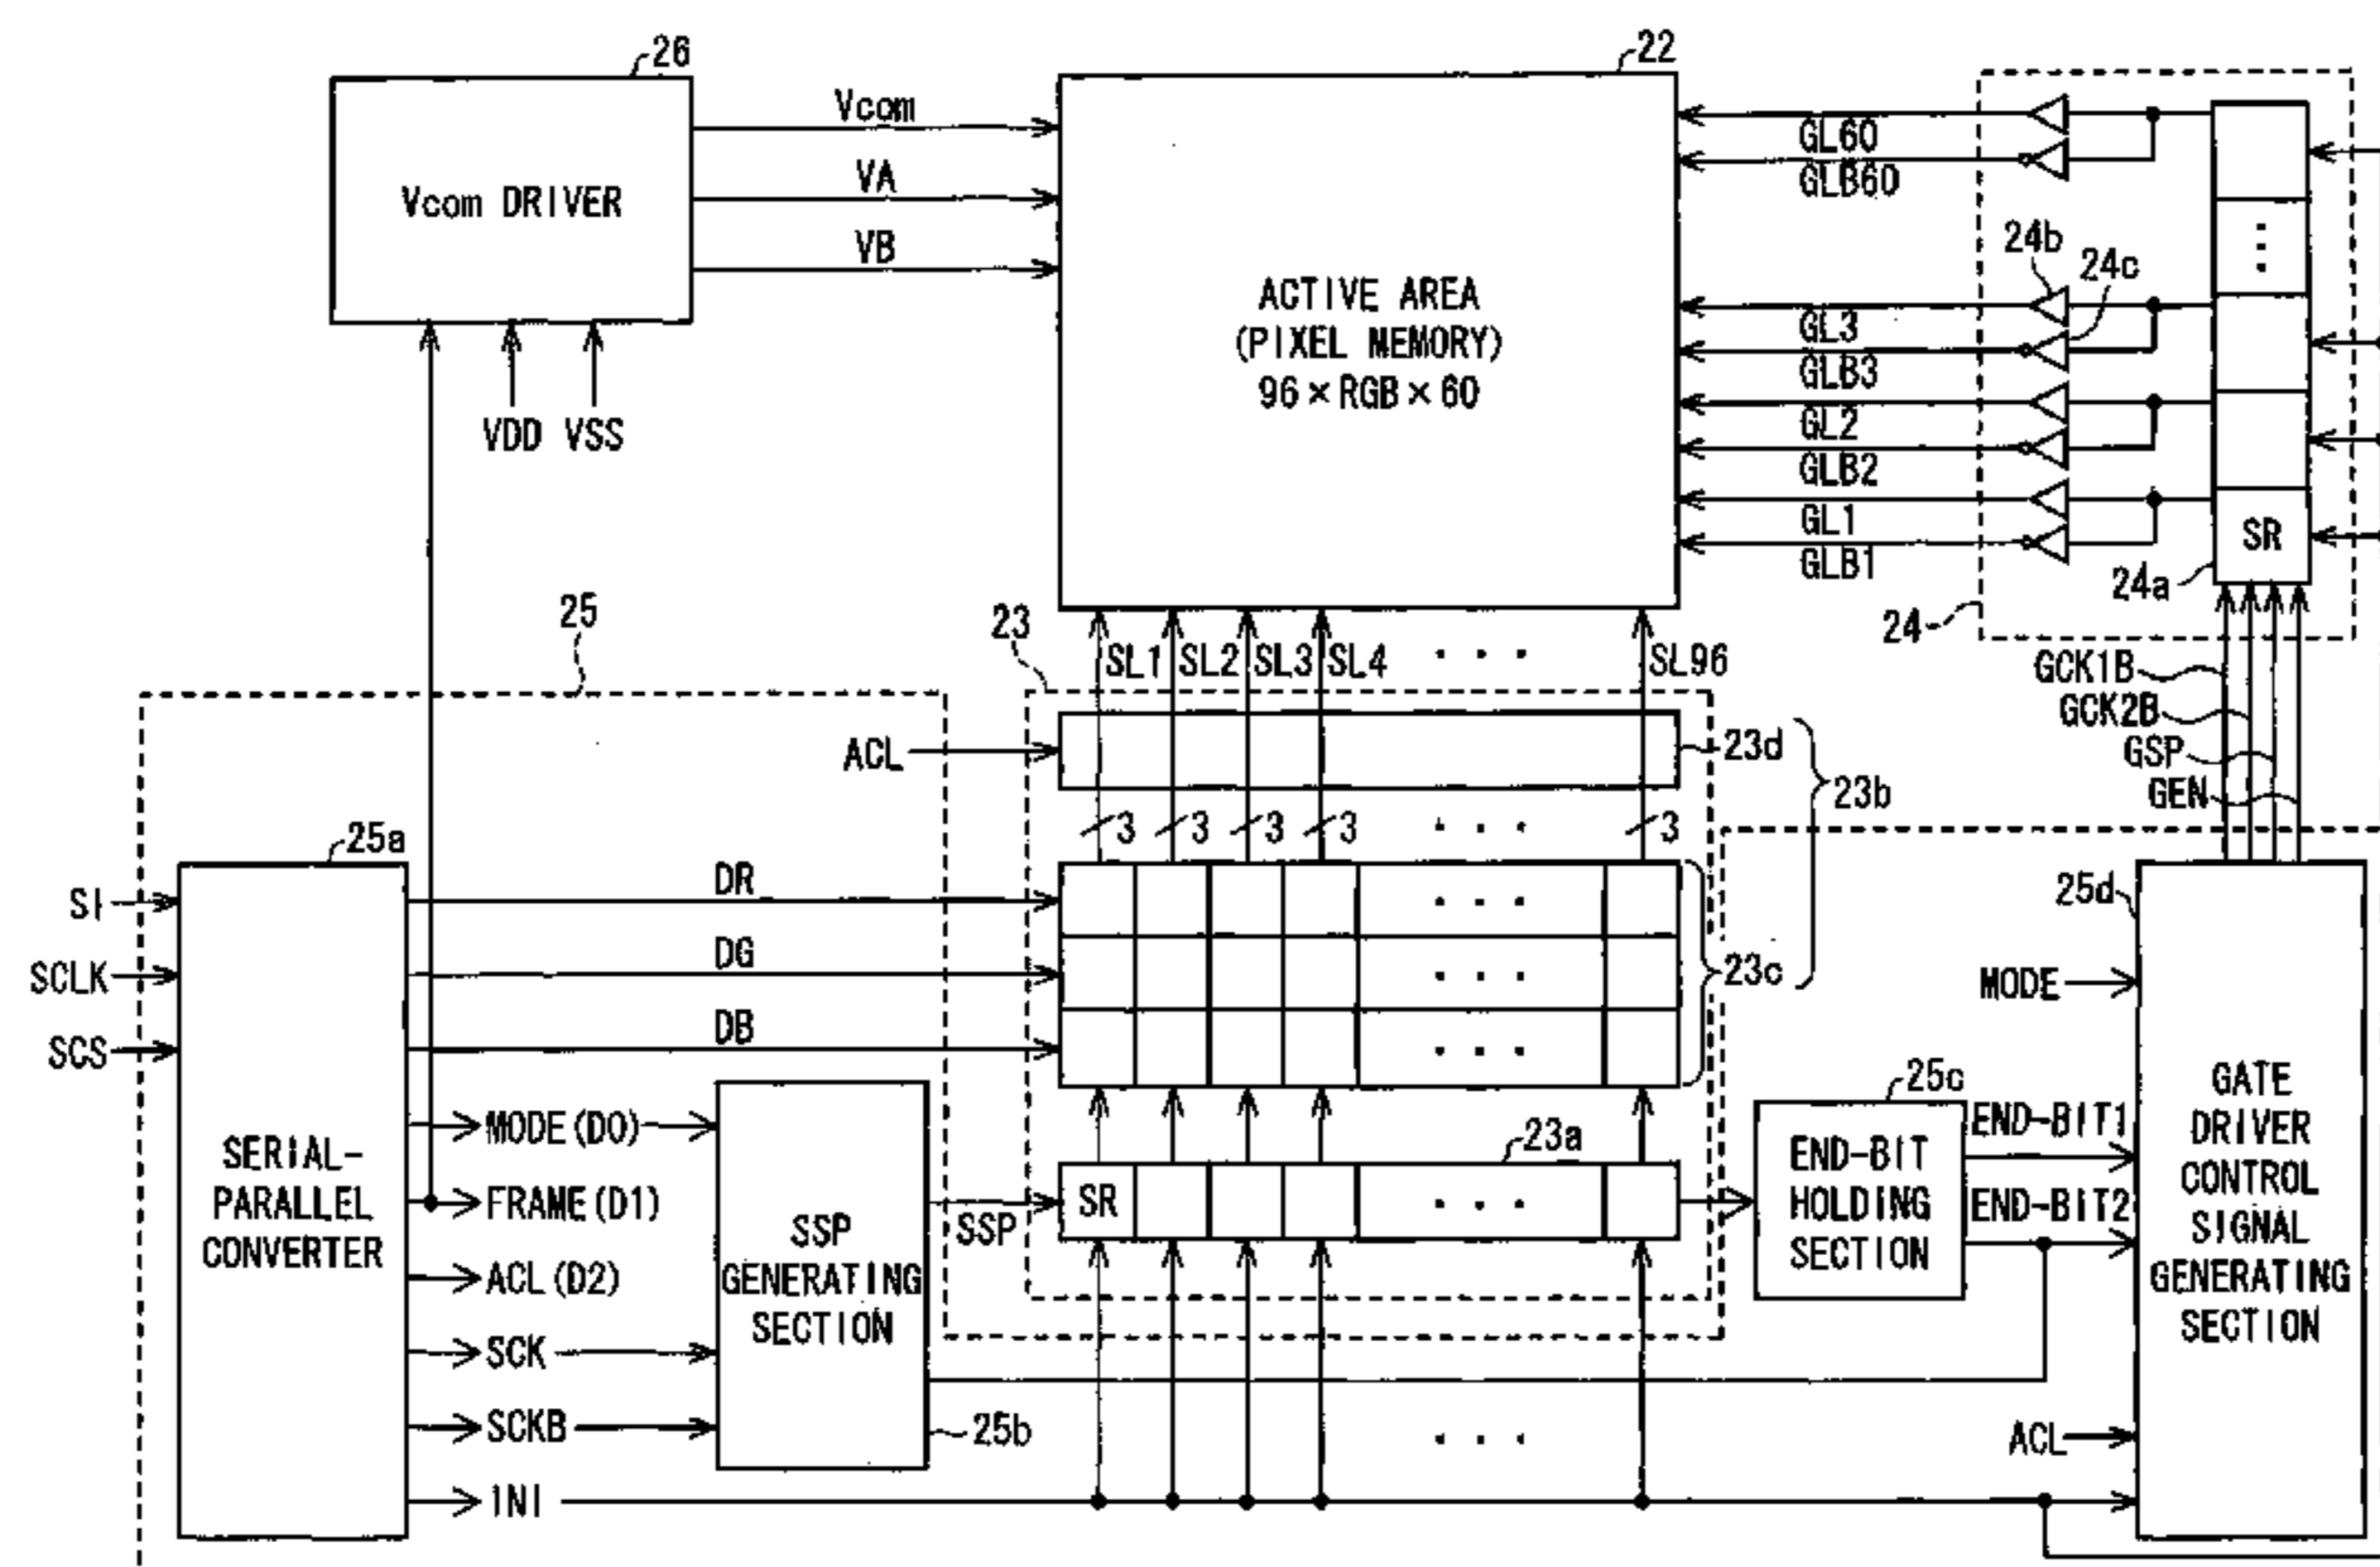 26
Vcom DRIVER
Vcom
VA
VB
VDD VSS
22
ACTIVE AREA
(PIXEL MEMORY)
96×RGB×60
GL60
GLB60
24b
24c
GL3
GLB3
GL2
GLB2
GL1
GLB1
SR
24a
24
GCK1B
GCK2B
GSP
GEN
25
23
SL1
SL2
SL3
SL4
. . .
SL96
ACL
23d
23b
3
3
3
3
. . .
3
25a
SI
SCLK
SCS
SERIAL-
PARALLEL
CONVERTER
DR
DG
DB
. . .
. . .
. . .
23c
MODE(D0)
FRAME(D1)
ACL(D2)
SCK
SCKB
INI
SSP
GENERATING
SECTION
25b
SSP
SR
. . .
23a
. . .
25c
END-BIT
HOLDING
SECTION
END-BIT1
END-BIT2
25d
MODE
GATE
DRIVER
CONTROL
SIGNAL
GENERATING
SECTION
ACL